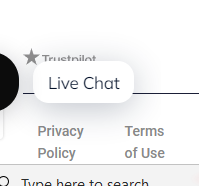 Trustpilot
Live Chat
Privacy Policy
Terms of Use
Type here to search